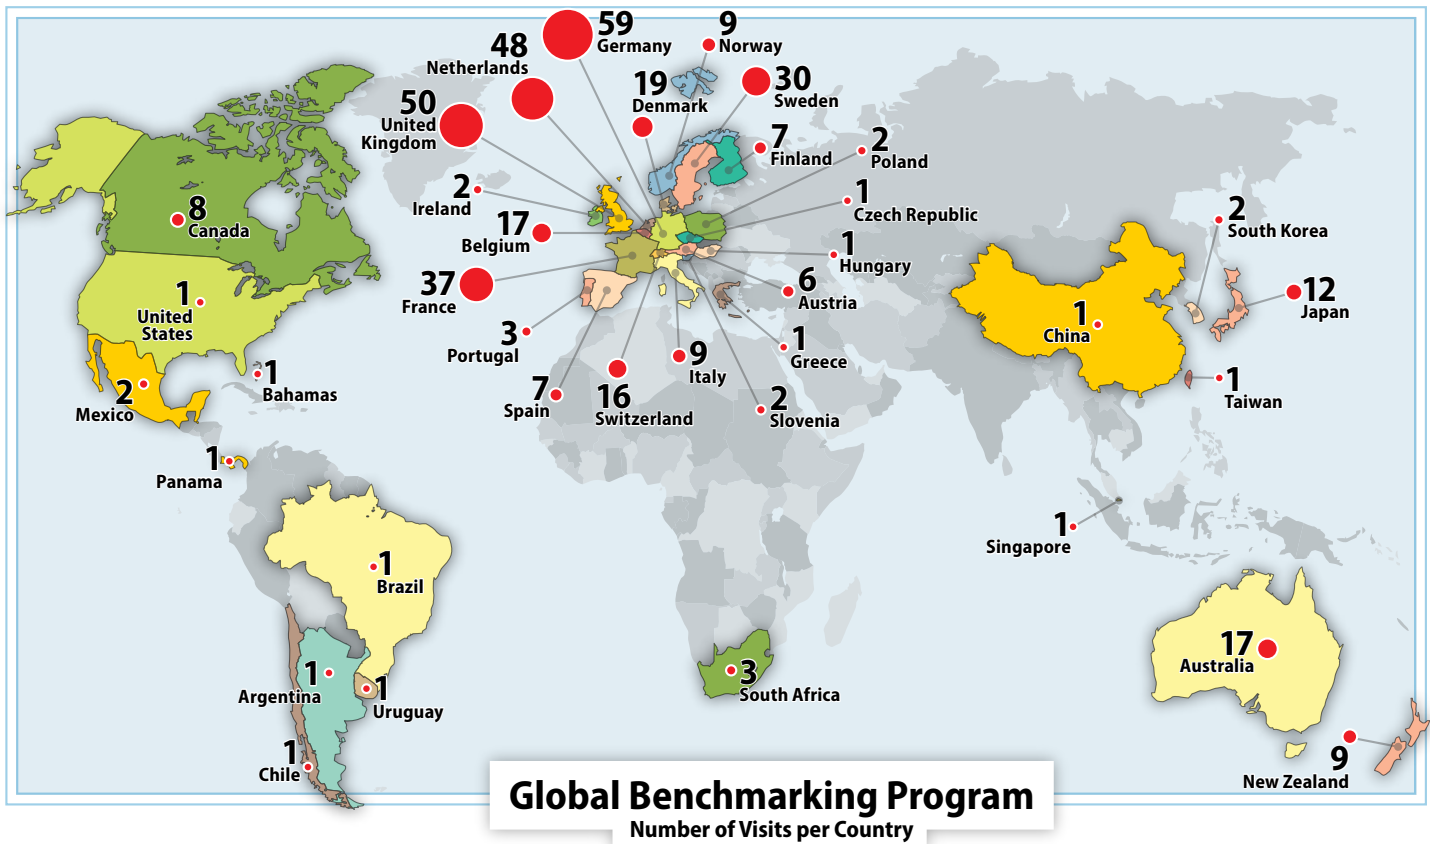 59
Germany
9
Norway
48
Netherlands
19
Denmark
30
Sweden
50
United
Kingdom
7
Finland
2
Poland
2
Ireland
1
Czech Republic
8
Canada
17
Belgium
1
Hungary
2
South Korea
37
France
6
Austria
12
Japan
1
United
States
3
Portugal
1
Greece
1
China
1
Bahamas
2
Mexico
9
Italy
7
Spain
16
Switzerland
2
Slovenia
1
Taiwan
1
Panama
1
Singapore
1
Brazil
17
Australia
1
Argentina
1
Uruguay
3
South Africa
1
Chile
9
New Zealand
Global Benchmarking Program
Number of Visits per Country